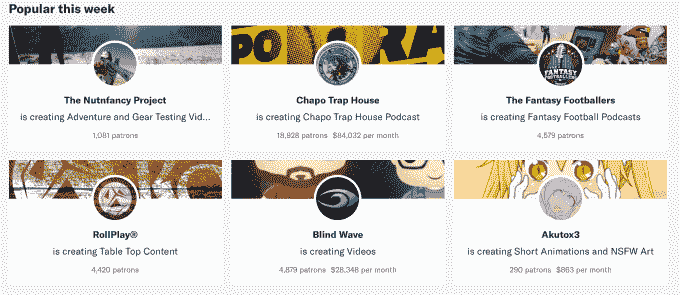 Popular this week
PO
RA
FANTASY
FOOTBALLERS
The Nutnfancy Project
Chapo Trap House
The Fantasy Footballers
is creating Adventure and Gear Testing Vid...
is creating Chapo Trap House Podcast
is creating Fantasy Football Podcasts
1,081 patrons
18,928 patrons $84,032 per month
4,579 patrons
RollPlay®
Blind Wave
Akutox3
is creating Table Top Content
is creating Videos
is creating Short Animations and NSFW Art
4,420 patrons
4,879 patrons $28,348 per month
290 patrons $863 per month